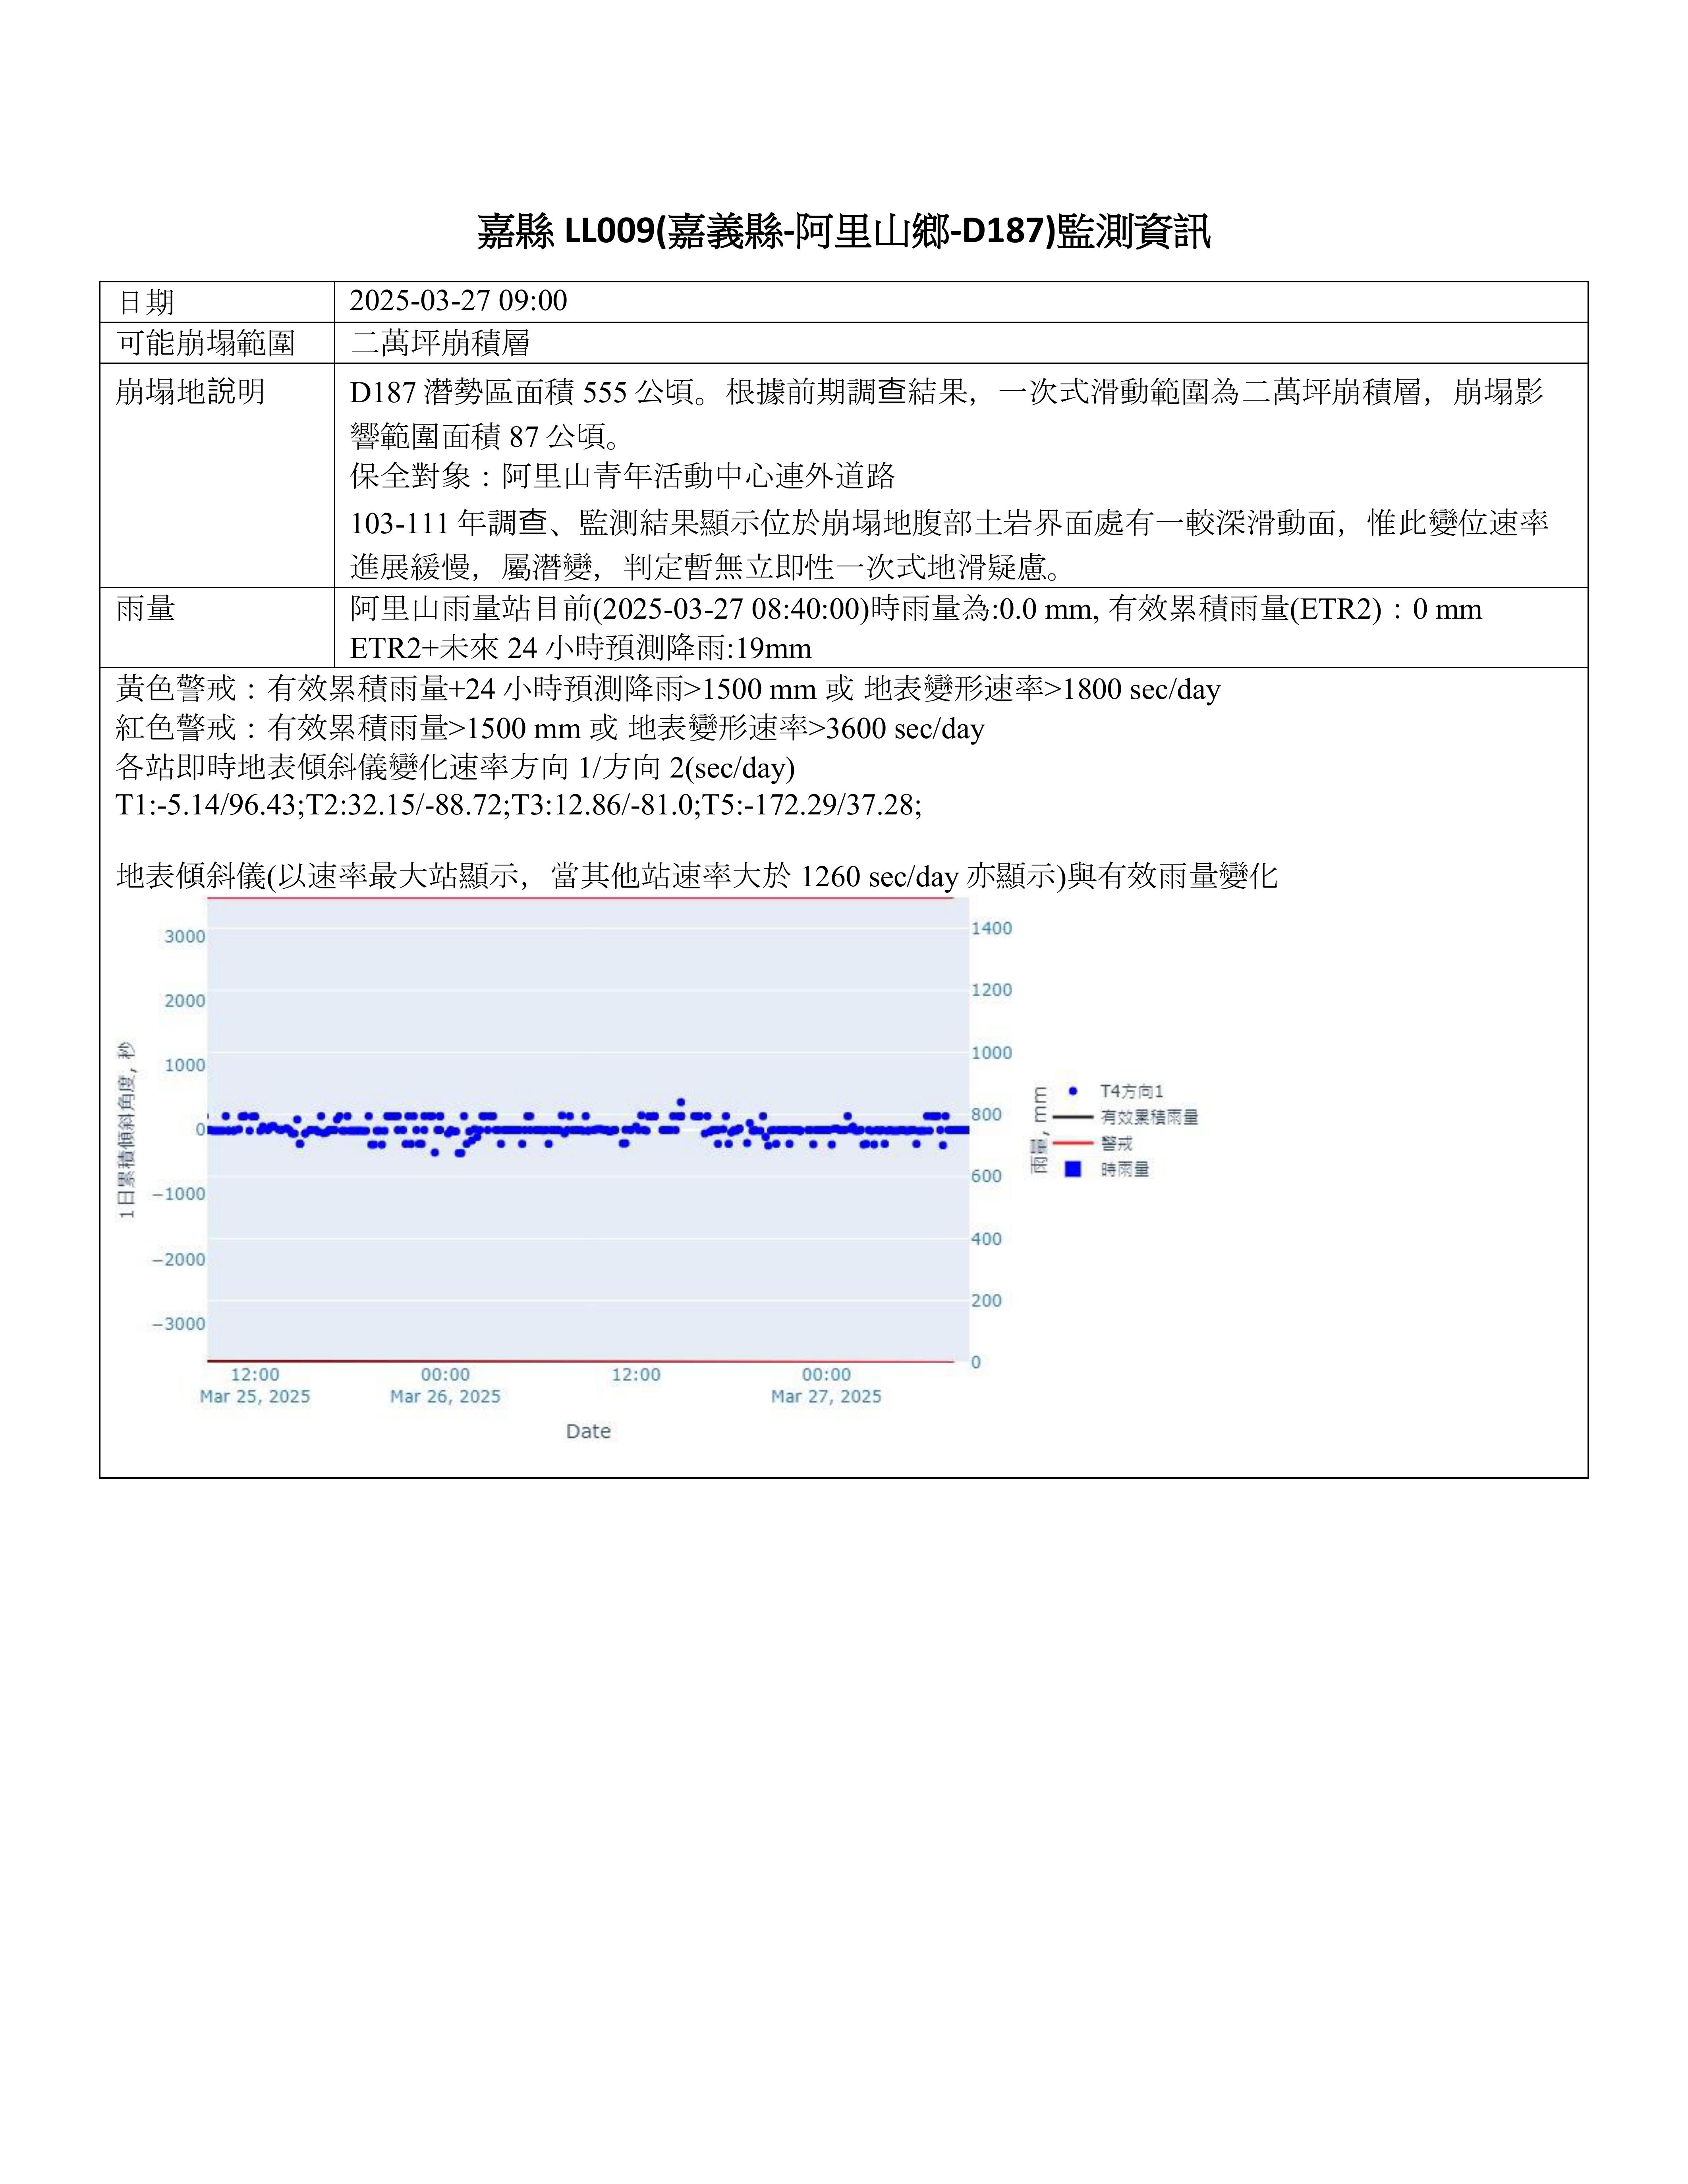 嘉縣 LL009(嘉義縣-阿里山鄉-D187)監測資訊
日期
2025-03-27 09:00
可能崩塌範圍
二萬坪崩積層
崩塌地說明
D187 潛勢區面積 555 公頃。根據前期調查結果，一次式滑動範圍為二萬坪崩積層，崩塌影
響範圍面積 87 公頃。
保全對象：阿里山青年活動中心連外道路
103-111 年調查、監測結果顯示位於崩塌地腹部土岩界面處有一較深滑動面，惟此變位速率
進展緩慢，屬潛變，判定暫無立即性一次式地滑疑慮。
雨量
阿里山雨量站目前(2025-03-27 08:40:00)時雨量為:0.0 mm, 有效累積雨量(ETR2)：0 mm
ETR2+未來 24 小時預測降雨:19mm
黃色警戒：有效累積雨量+24 小時預測降雨>1500 mm 或 地表變形速率>1800 sec/day
紅色警戒：有效累積雨量>1500 mm 或 地表變形速率>3600 sec/day
各站即時地表傾斜儀變化速率方向 1/方向 2(sec/day)
T1:-5.14/96.43;T2:32.15/-88.72;T3:12.86/-81.0;T5:-172.29/37.28;
地表傾斜儀(以速率最大站顯示，當其他站速率大於 1260 sec/day 亦顯示)與有效雨量變化
1日累積傾斜角度, 秒
3000
2000
1000
0
−1000
−2000
−3000
1400
1200
1000
800
600
400
200
0
雨量, mm
T4方向1
有效累積雨量
警戒
時雨量
12:00
Mar 25, 2025
00:00
Mar 26, 2025
12:00
00:00
Mar 27, 2025
Date